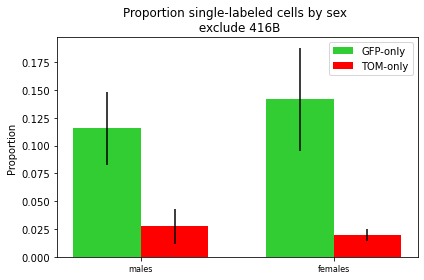 Proportion single-labeled cells by sex
exclude 416B
GFP-only
TOM-only
Proportion
0.175
0.150
0.125
0.100
0.075
0.050
0.025
0.000
males
females